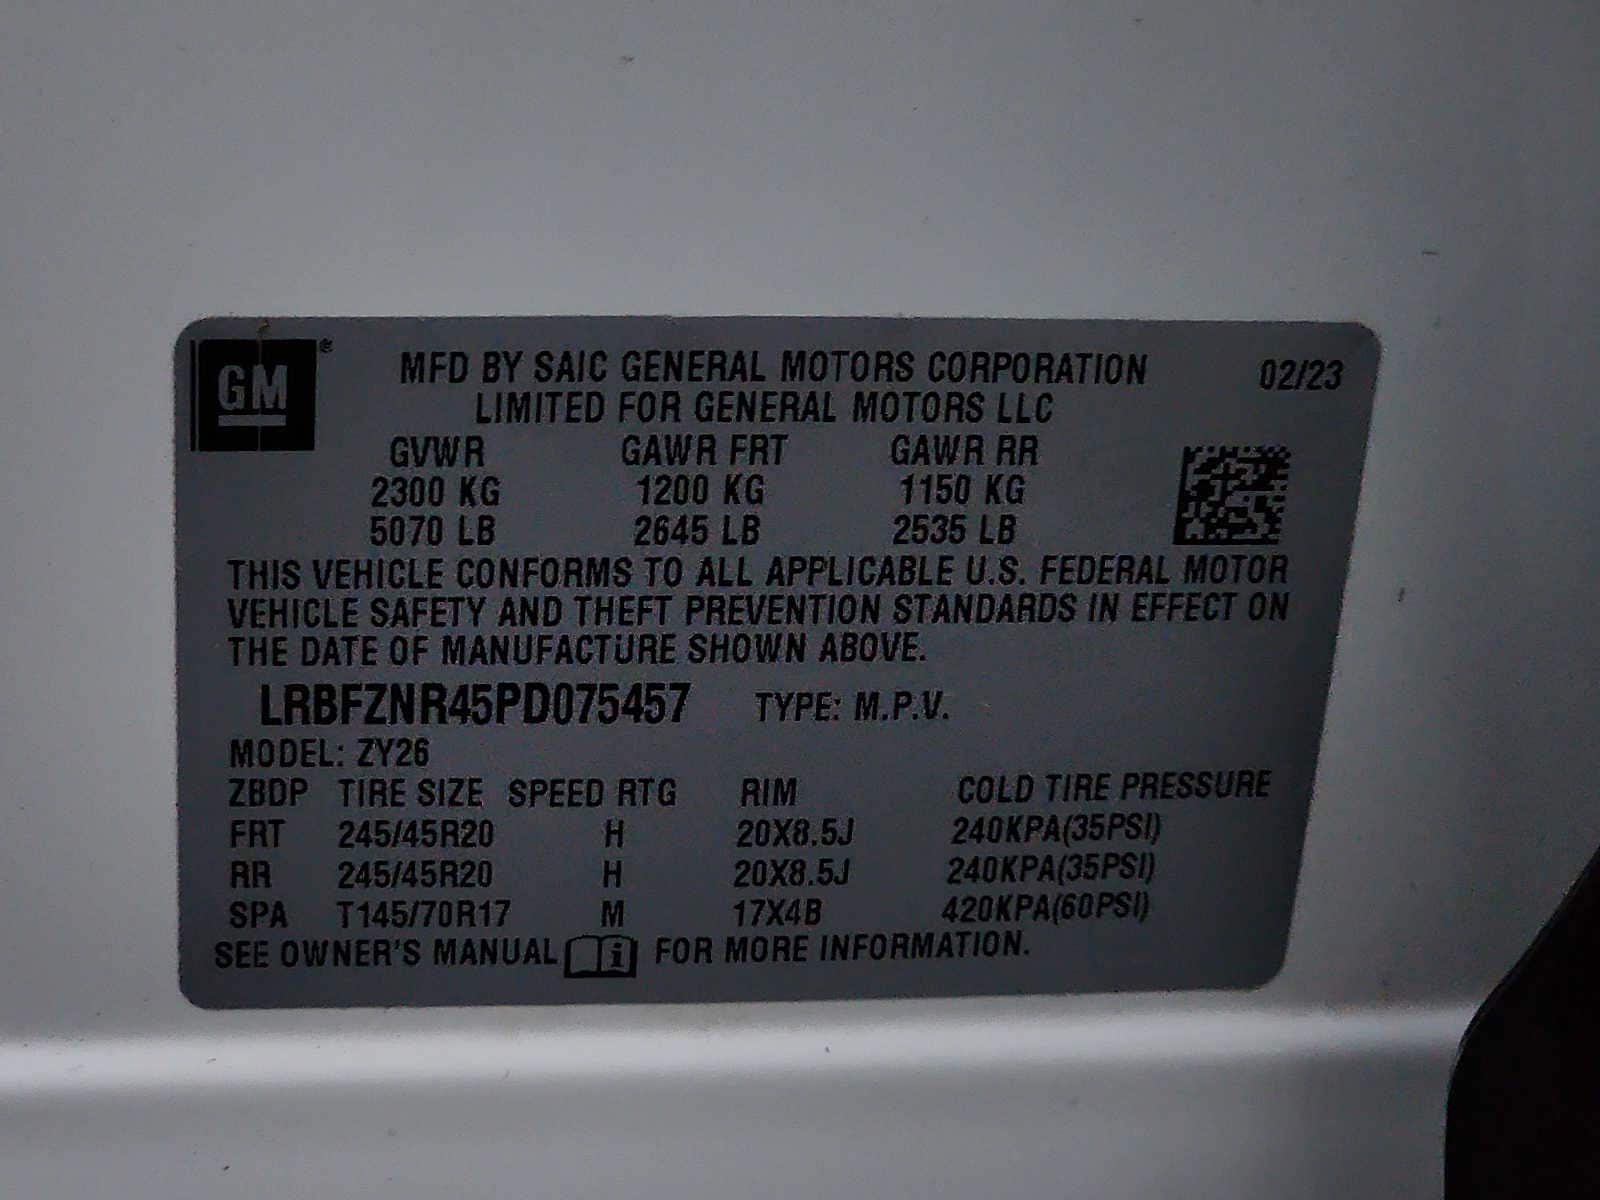 GM ®
MFD BY SAIC GENERAL MOTORS CORPORATION 02/23
LIMITED FOR GENERAL MOTORS LLC
GVWR GAWR FRT GAWR RR
2300 KG 1200 KG 1150 KG
5070 LB 2645 LB 2535 LB
THIS VEHICLE CONFORMS TO ALL APPLICABLE U.S. FEDERAL MOTOR
VEHICLE SAFETY AND THEFT PREVENTION STANDARDS IN EFFECT ON
THE DATE OF MANUFACTURE SHOWN ABOVE.
LRBFZNR45PD075457 TYPE: M.P.V.
MODEL: ZY26
ZBDP TIRE SIZE SPEED RTG RIM COLD TIRE PRESSURE
FRT 245/45R20 H 20X8.5J 240KPA(35PSI)
RR 245/45R20 H 20X8.5J 240KPA(35PSI)
SPA T145/70R17 M 17X4B 420KPA(60PSI)
SEE OWNER'S MANUAL i FOR MORE INFORMATION.